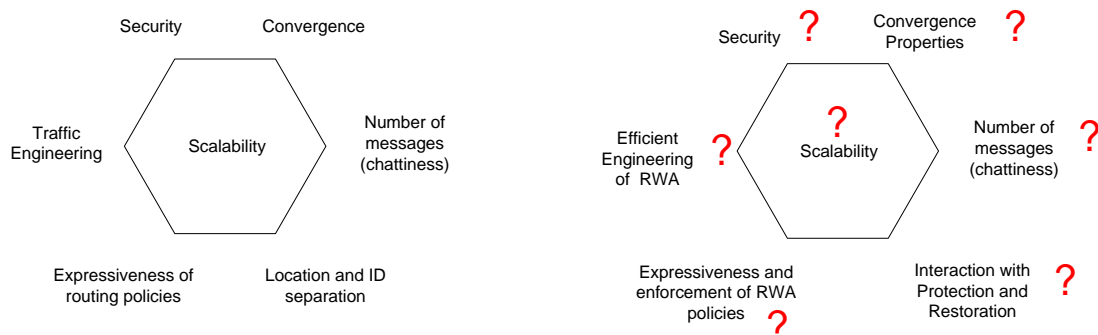 Security
Convergence
Traffic
Engineering
Scalability
Number of
messages
(chattiness)
Expressiveness of
routing policies
Location and ID
separation
Security ?
Convergence
Properties ?
Efficient
Engineering
of RWA ?
?
Scalability
Number of
messages
(chattiness) ?
Expressiveness and
enforcement of RWA
policies
?
Interaction with
Protection and
Restoration ?